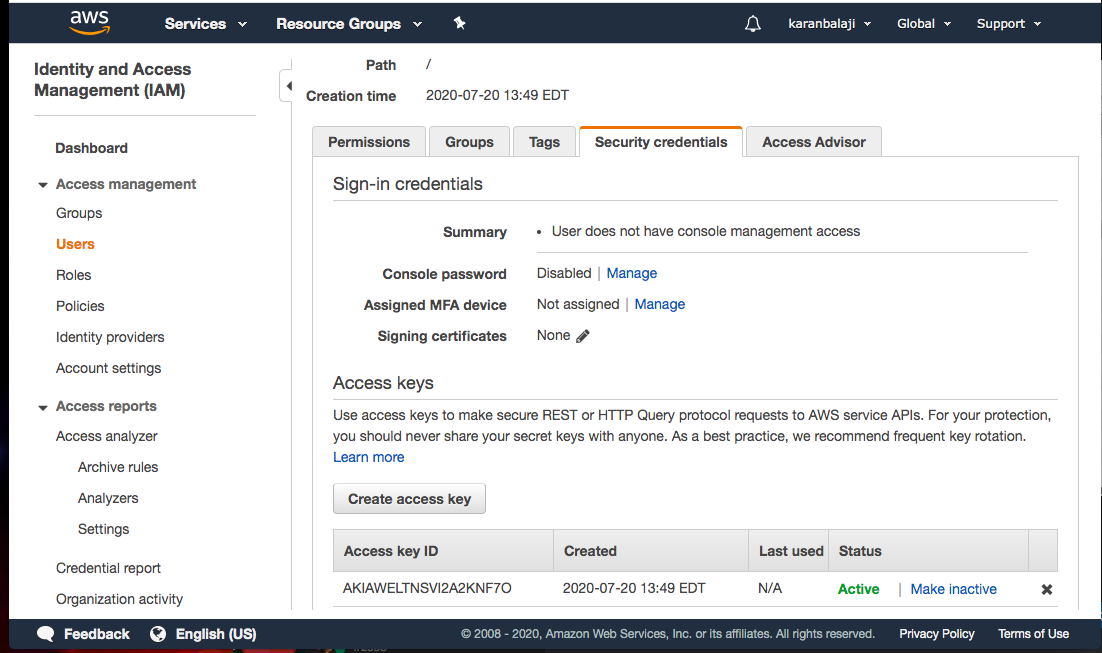 aws Services Resource Groups karanbalaji Global Support
Identity and Access
Management (IAM)
Dashboard
Access management
Groups
Users
Roles
Policies
Identity providers
Account settings
Access reports
Access analyzer
Archive rules
Analyzers
Settings
Credential report
Organization activity
Path /
Creation time 2020-07-20 13:49 EDT
Permissions Groups Tags Security credentials Access Advisor
Sign-in credentials
Summary • User does not have console management access
Console password Disabled | Manage
Assigned MFA device Not assigned | Manage
Signing certificates None
Access keys
Use access keys to make secure REST or HTTP Query protocol requests to AWS service APIs. For your protection,
you should never share your secret keys with anyone. As a best practice, we recommend frequent key rotation.
Learn more
Create access key
Access key ID Created Last used Status
AKIAWELTNSVI2A2KNF7O 2020-07-20 13:49 EDT N/A Active | Make inactive
Feedback English (US) © 2008 - 2020, Amazon Web Services, Inc. or its affiliates. All rights reserved. Privacy Policy Terms of Use